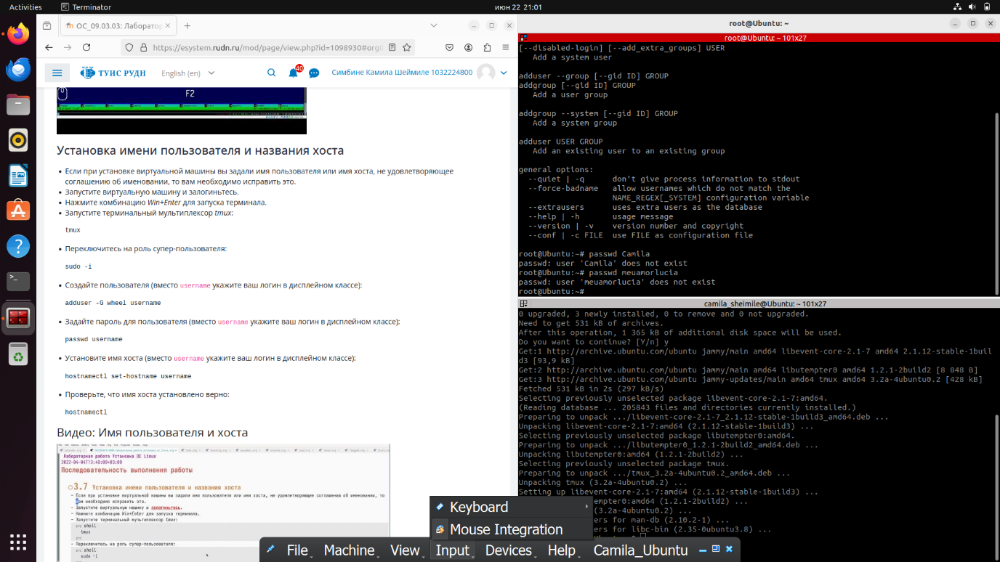 Activities
Terminator
июн 22 21:01
ОС_09.03.03: Лаборатор
https://esystem.rudn.ru/mod/page/view.php?id=1098930#org0
ТУИС РУДН
English (en)
40
Симбине Камила Шеймиле 1032224800
F2
Установка имени пользователя и названия хоста
Если при установке виртуальной машины вы задали имя пользователя или имя хоста, не удовлетворяющее
соглашению об именовании, то вам необходимо исправить это.
Запустите виртуальную машину и залогиньтесь.
Нажмите комбинацию Win+Enter для запуска терминала.
Запустите терминальный мультиплексор tmux:
tmux
Переключитесь на роль супер-пользователя:
sudo -i
Создайте пользователя (вместо username укажите ваш логин в дисплейном классе):
adduser -G wheel username
Задайте пароль для пользователя (вместо username укажите ваш логин в дисплейном классе):
passwd username
Установите имя хоста (вместо username укажите ваш логин в дисплейном классе):
hostnamectl set-hostname username
Проверьте, что имя хоста установлено верно:
hostnamectl
Видео: Имя пользователя и хоста
Лабораторная работа Установка ОС Linux
2022-04-04T13:40:00+03:00
Последовательность выполнения работы
3.7 Установка имени пользователя и названия хоста
- Если при установке виртуальной машины вы задали имя пользователя или имя хоста, не удовлетворяющее соглашению об именовании, то
вам необходимо исправить это.
- Запустите виртуальную машину и залогиньтесь.
- Нажмите комбинацию Win+Enter для запуска терминала.
- Запустите терминальный мультиплексор tmux:
src shell
tmux
src
- Переключитесь на роль супер-пользователя:
src shell
sudo -i
root@Ubuntu: ~
root@Ubuntu: ~ 101x27
[--disabled-login] [--add_extra_groups] USER
Add a system user
adduser --group [--gid ID] GROUP
addgroup [--gid ID] GROUP
Add a user group
addgroup --system [--gid ID] GROUP
Add a system group
adduser USER GROUP
Add an existing user to an existing group
general options:
--quiet | -q don't give process information to stdout
--force-badname allow usernames which do not match the
NAME_REGEX[_SYSTEM] configuration variable
--extrausers uses extra users as the database
--help | -h usage message
--version | -v version number and copyright
--conf | -c FILE use FILE as configuration file
root@Ubuntu:~# passwd Camila
passwd: user 'Camila' does not exist
root@Ubuntu:~# passwd meuamorlucia
passwd: user 'meuamorlucia' does not exist
root@Ubuntu:~#
camila_sheimile@Ubuntu: ~ 101x27
0 upgraded, 3 newly installed, 0 to remove and 0 not upgraded.
Need to get 531 kB of archives.
After this operation, 1 365 kB of additional disk space will be used.
Do you want to continue? [Y/n] y
Get:1 http://archive.ubuntu.com/ubuntu jammy/main amd64 libevent-core-2.1-7 amd64 2.1.12-stable-1buil
d3 [93,9 kB]
Get:2 http://archive.ubuntu.com/ubuntu jammy/main amd64 libutempter0 amd64 1.2.1-2build2 [8 848 B]
Get:3 http://archive.ubuntu.com/ubuntu jammy-updates/main amd64 tmux amd64 3.2a-4ubuntu0.2 [428 kB]
Fetched 531 kB in 2s (297 kB/s)
Selecting previously unselected package libevent-core-2.1-7:amd64.
(Reading database ... 205843 files and directories currently installed.)
Preparing to unpack .../libevent-core-2.1-7_2.1.12-stable-1build3_amd64.deb ...
Unpacking libevent-core-2.1-7:amd64 (2.1.12-stable-1build3) ...
Selecting previously unselected package libutempter0:amd64.
Preparing to unpack .../libutempter0_1.2.1-2build2_amd64.deb ...
Unpacking libutempter0:amd64 (1.2.1-2build2) ...
Selecting previously unselected package tmux.
Preparing to unpack .../tmux_3.2a-4ubuntu0.2_amd64.deb ...
Unpacking tmux (3.2a-4ubuntu0.2) ...
Setting up libevent-core-2.1-7:amd64 (2.1.12-stable-1build3) ...
tempter0:amd64 (1.2.1-2build2) ...
(3.2a-4ubuntu0.2) ...
ers for man-db (2.10.2-1) ...
ers for libc-bin (2.35-0ubuntu3.8) ...
Keyboard
Mouse Integration
File Machine View Input Devices Help Camila_Ubuntu